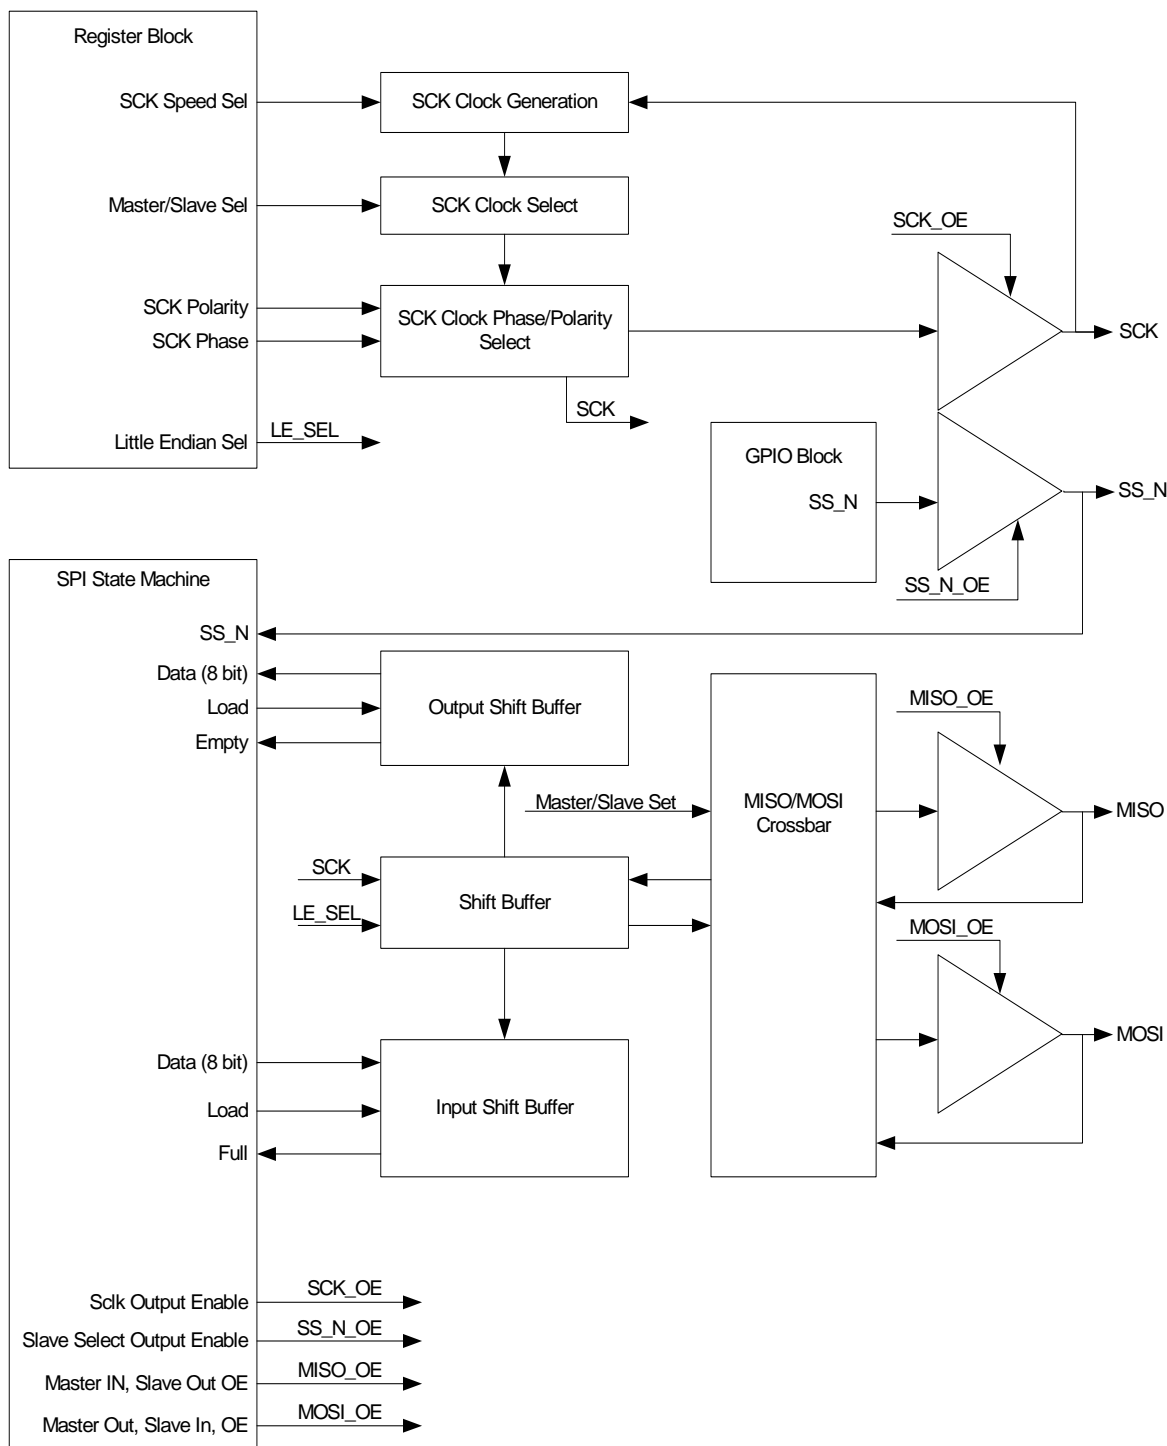 Register Block
SCK Speed Sel
SCK Clock Generation
Master/Slave Sel
SCK Clock Select
SCK_OE
SCK Polarity
SCK Phase
SCK Clock Phase/Polarity
Select
SCK
SCK
Little Endian Sel
LE_SEL
GPIO Block
SS_N
SS_N
SS_N_OE
SPI State Machine
SS_N
Data (8 bit)
Load
Empty
Output Shift Buffer
MISO_OE
Master/Slave Set
MISO/MOSI
Crossbar
MISO
SCK
LE_SEL
Shift Buffer
MOSI_OE
MOSI
Data (8 bit)
Load
Full
Input Shift Buffer
Sclk Output Enable
SCK_OE
Slave Select Output Enable
SS_N_OE
Master IN, Slave Out OE
MISO_OE
Master Out, Slave In, OE
MOSI_OE